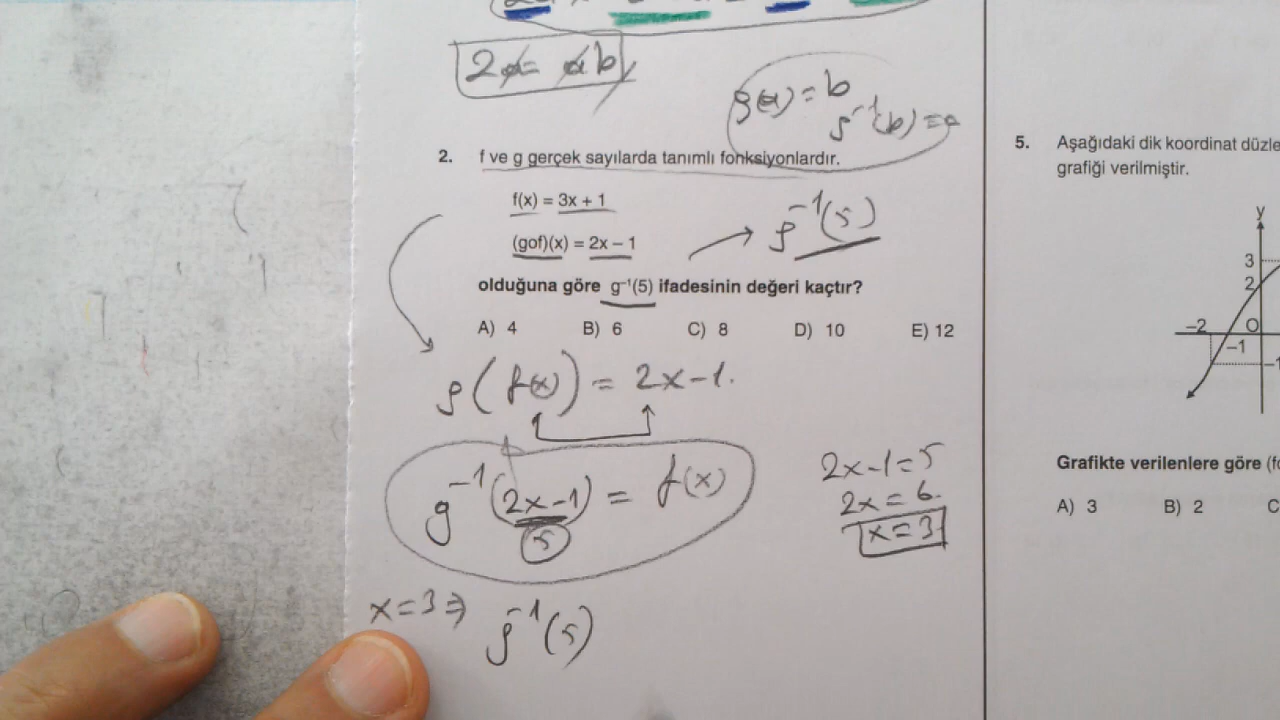 2a = ab
g(a) = b
g⁻¹(b) = a
2. f ve g gerçek sayılarda tanımlı fonksiyonlardır.
f(x) = 3x + 1
(gof)(x) = 2x – 1
g⁻¹(5)
olduğuna göre g⁻¹(5) ifadesinin değeri kaçtır?
A) 4 B) 6 C) 8 D) 10 E) 12
g(f(x)) = 2x-1.
g⁻¹(2x-1) = f(x)
5
2x-1=5
2x=6
x=3
x=3 ⇒ g⁻¹(5)
5. Aşağıdaki dik koordinat düzle
grafiği verilmiştir.
y
3
2
–2
O
–1
–1
Grafikte verilenlere göre (fo
A) 3 B) 2 C